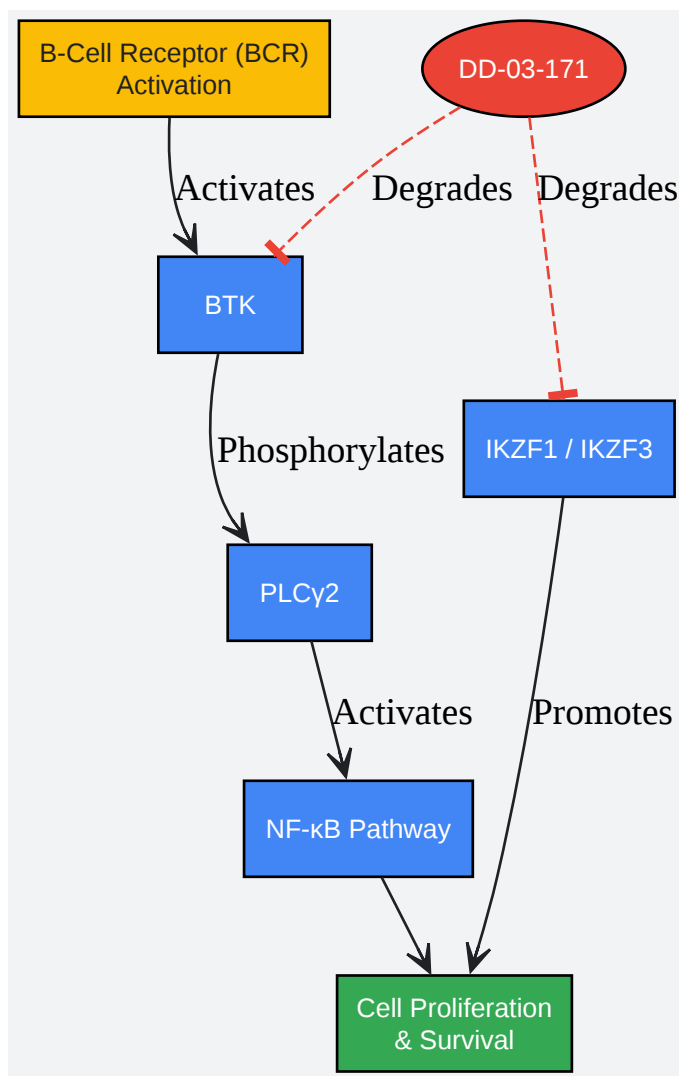 B-Cell Receptor (BCR)
Activation
DD-03-171
Activates
Degrades
Degrades
BTK
Phosphorylates
IKZF1 / IKZF3
PLCγ2
Activates
Promotes
NF-κB Pathway
Cell Proliferation
& Survival